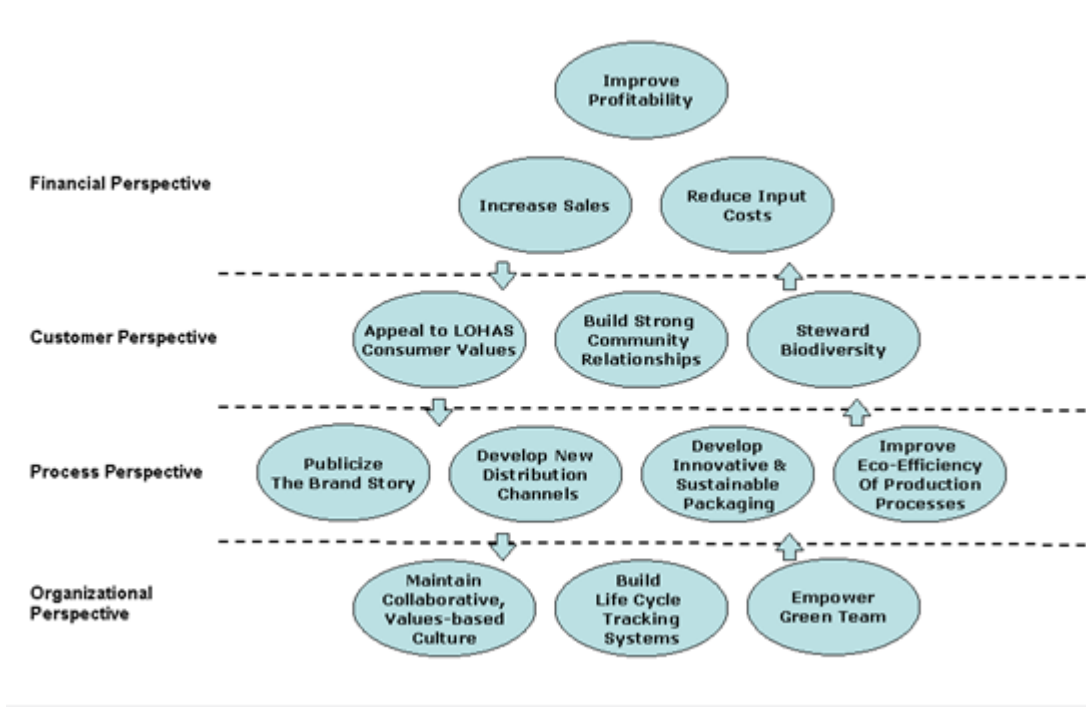 Improve
Profitability
Financial Perspective
Increase Sales
Reduce Input
Costs
Customer Perspective
Appeal to LOHAS
Consumer Values
Build Strong
Community
Relationships
Steward
Biodiversity
Process Perspective
Publicize
The Brand Story
Develop New
Distribution
Channels
Develop
Innovative &
Sustainable
Packaging
Improve
Eco-Efficiency
Of Production
Processes
Organizational
Perspective
Maintain
Collaborative,
Values-based
Culture
Build
Life Cycle
Tracking
Systems
Empower
Green Team